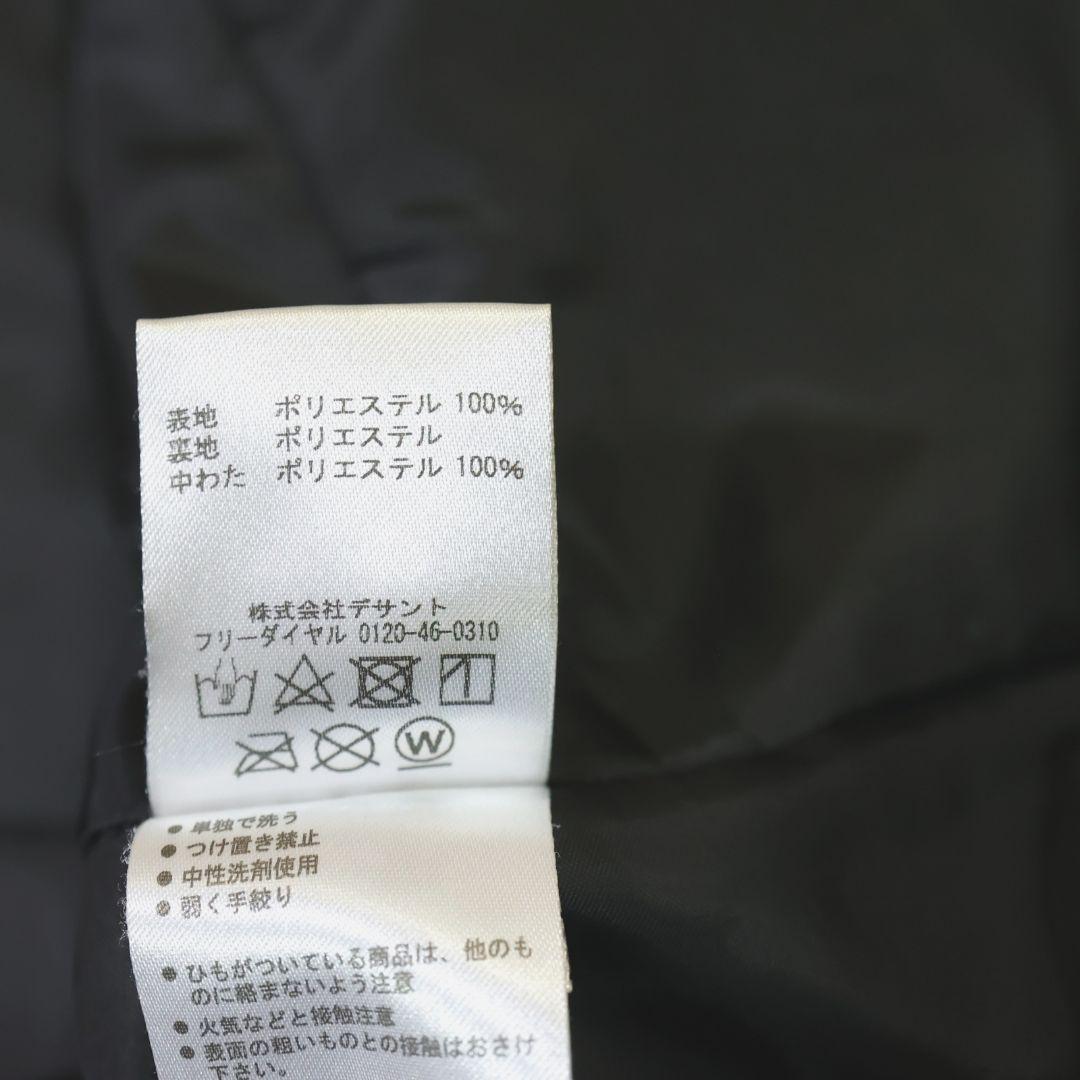 表地 ポリエステル 100%
裏地 ポリエステル
中わた ポリエステル 100%
株式会社デサント
フリーダイヤル 0120-46-0310
W
● 単独で洗う
● つけ置き禁止
● 中性洗剤使用
● 弱く手絞り
● ひもがついている商品は、他のも
のに絡まないよう注意
● 火気などと接触注意
● 表面の粗いものとの接触はおさけ
下さい。